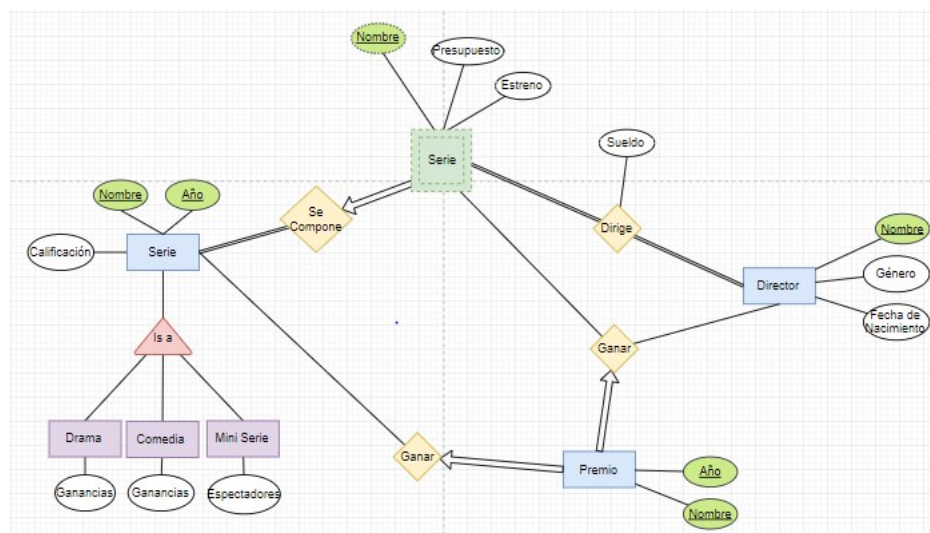 Nombre
Presupuesto
Estreno
Serie
Sueldo
Nombre
Año
Se
Compone
Dirige
Nombre
Calificación
Serie
Género
Director
Fecha de
Nacimiento
Is a
Ganar
Drama
Comedia
Mini Serie
Ganar
Premio
Año
Ganancias
Ganancias
Espectadores
Nombre